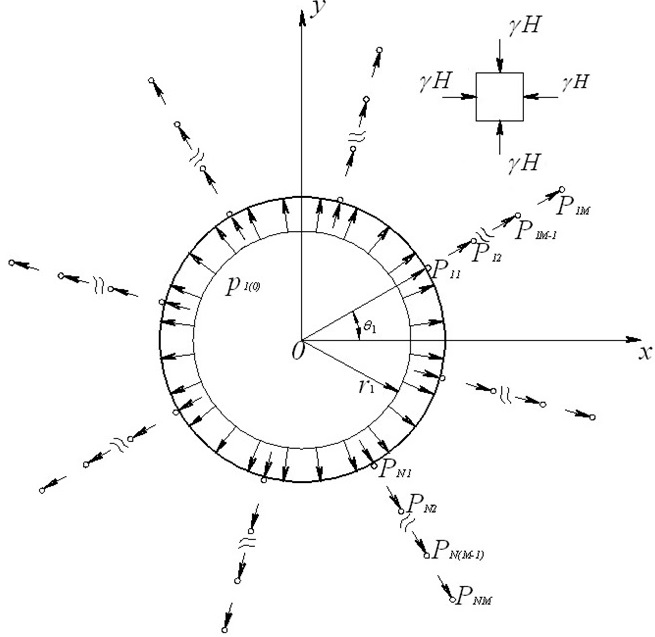 y
γH
γH
γH
γH
P1M
P1M-1
P12
P11
p1(0)
θ1
0
x
r1
PN1
PN2
PN(M-1)
PNM